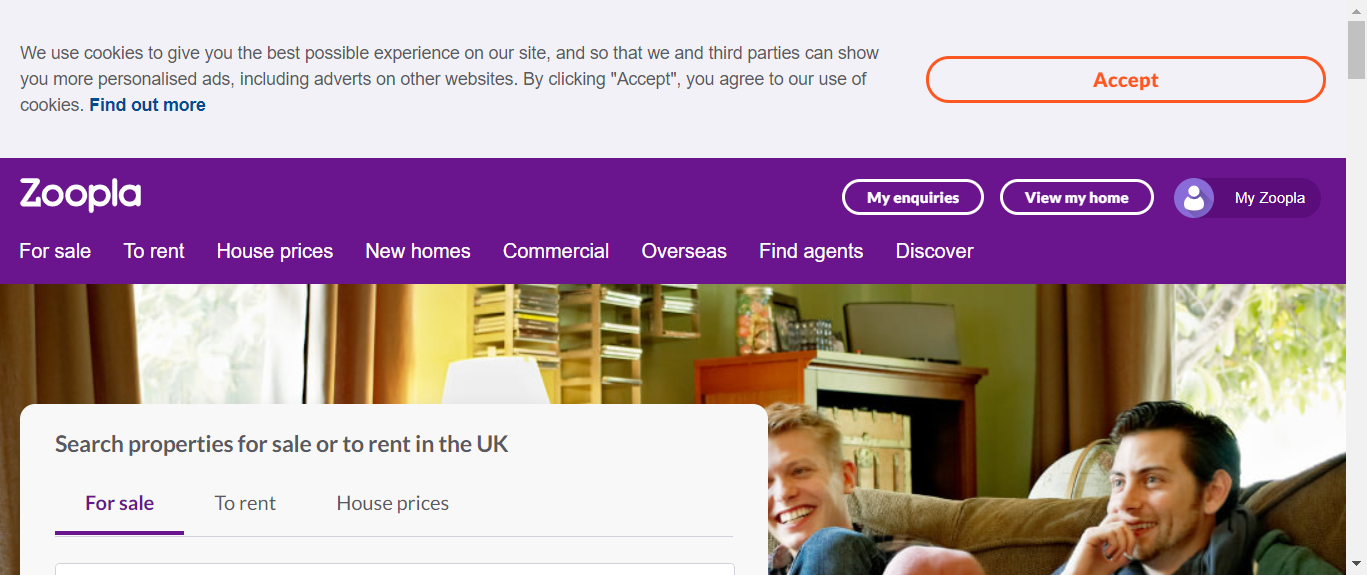 We use cookies to give you the best possible experience on our site, and so that we and third parties can show
you more personalised ads, including adverts on other websites. By clicking "Accept", you agree to our use of
cookies. Find out more
Accept
Zoopla
My enquiries
View my home
My Zoopla
For sale
To rent
House prices
New homes
Commercial
Overseas
Find agents
Discover
Search properties for sale or to rent in the UK
For sale
To rent
House prices